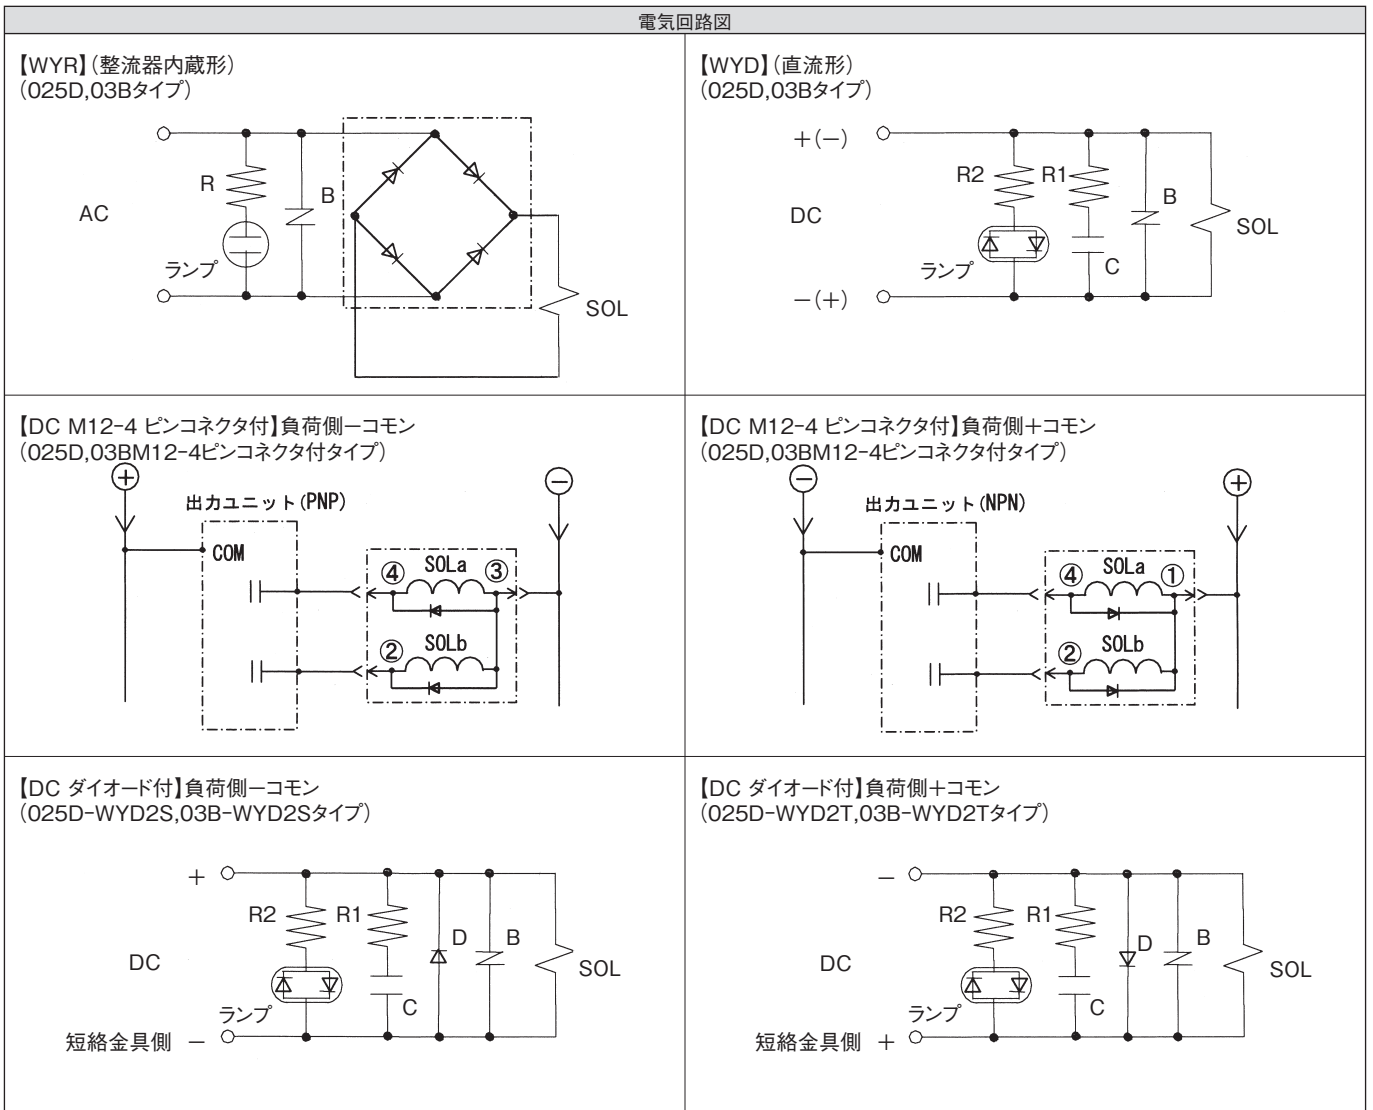 電気回路図
【WYR】（整流器内蔵形）
（025D,03Bタイプ）
R
B
AC
ランプ
SOL
【WYD】（直流形）
（025D,03Bタイプ）
＋(－)
R2
R1
B
DC
SOL
ランプ
C
－(＋)
【DC M12-4 ピンコネクタ付】負荷側－コモン
（025D,03BM12-4ピンコネクタ付タイプ）
＋
－
出力ユニット(PNP)
COM
④
SOLa
③
②
SOLb
【DC M12-4 ピンコネクタ付】負荷側＋コモン
（025D,03BM12-4ピンコネクタ付タイプ）
－
＋
出力ユニット(NPN)
COM
④
SOLa
①
②
SOLb
【DC ダイオード付】負荷側－コモン
（025D-WYD2S,03B-WYD2Sタイプ）
＋
R2
R1
D
B
DC
SOL
ランプ
C
短絡金具側 －
【DC ダイオード付】負荷側＋コモン
（025D-WYD2T,03B-WYD2Tタイプ）
－
R2
R1
D
B
DC
SOL
ランプ
C
短絡金具側 ＋